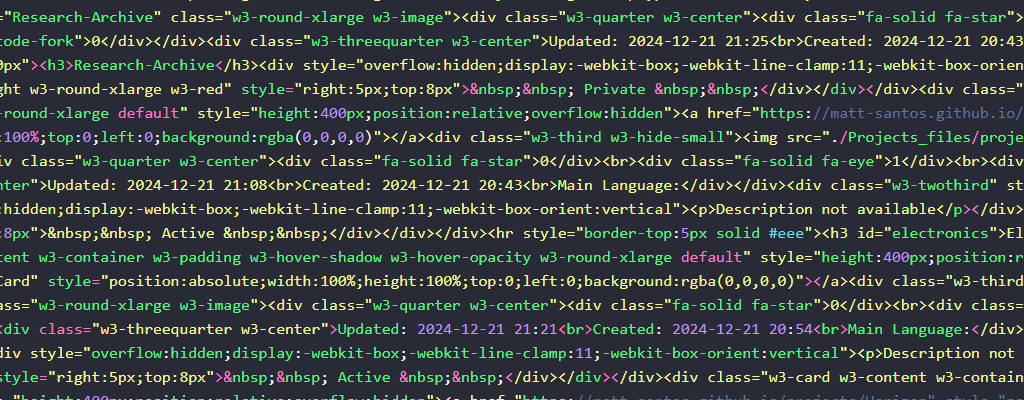 ="Research-Archive" class="w3-round-xlarge w3-image"><div class="w3-quarter w3-center"><div class="fa-solid fa-star">
code-fork">0</div></div><div class="w3-threequarter w3-center">Updated: 2024-12-21 21:25<br>Created: 2024-12-21 20:43
0px"><h3>Research-Archive</h3><div style="overflow:hidden;display:-webkit-box;-webkit-line-clamp:11;-webkit-box-orien
ght w3-round-xlarge w3-red" style="right:5px;top:8px">&nbsp;&nbsp; Private &nbsp;&nbsp;</div></div></div><div class="
-round-xlarge default" style="height:400px;position:relative;overflow:hidden"><a href="https://matt-santos.github.io/
:100%;top:0;left:0;background:rgba(0,0,0,0)"></a><div class="w3-third w3-hide-small"><img src="./Projects_files/proje
iv class="w3-quarter w3-center"><div class="fa-solid fa-star">0</div><br><div class="fa-solid fa-eye">1</div><br><div
nter">Updated: 2024-12-21 21:08<br>Created: 2024-12-21 20:43<br>Main Language:</div></div><div class="w3-twothird" st
:hidden;display:-webkit-box;-webkit-line-clamp:11;-webkit-box-orient:vertical"><p>Description not available</p></div>
:8px">&nbsp;&nbsp; Active &nbsp;&nbsp;</div></div></div><hr style="border-top:5px solid #eee"><h3 id="electronics">El
tent w3-container w3-padding w3-hover-shadow w3-hover-opacity w3-round-xlarge default" style="height:400px;position:r
Card" style="position:absolute;width:100%;height:100%;top:0;left:0;background:rgba(0,0,0,0)"></a><div class="w3-third
ss="w3-round-xlarge w3-image"><div class="w3-quarter w3-center"><div class="fa-solid fa-star">0</div><br><div class=
<div class="w3-threequarter w3-center">Updated: 2024-12-21 21:21<br>Created: 2024-12-21 20:54<br>Main Language:</div>
div style="overflow:hidden;display:-webkit-box;-webkit-line-clamp:11;-webkit-box-orient:vertical"><p>Description not
style="right:5px;top:8px">&nbsp;&nbsp; Active &nbsp;&nbsp;</div></div></div><div class="w3-card w3-content w3-contain